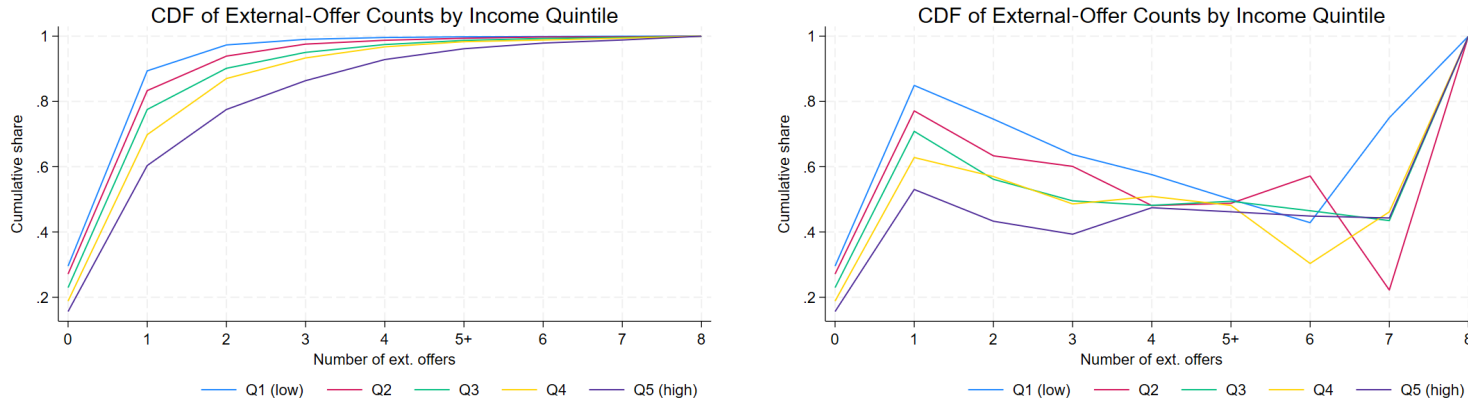 CDF of External-Offer Counts by Income Quintile
1
.8
.6
.4
.2
Cumulative share
0 1 2 3 4 5+ 6 7 8
Number of ext. offers
Q1 (low) Q2 Q3 Q4 Q5 (high)
CDF of External-Offer Counts by Income Quintile
1
.8
.6
.4
.2
Cumulative share
0 1 2 3 4 5+ 6 7 8
Number of ext. offers
Q1 (low) Q2 Q3 Q4 Q5 (high)